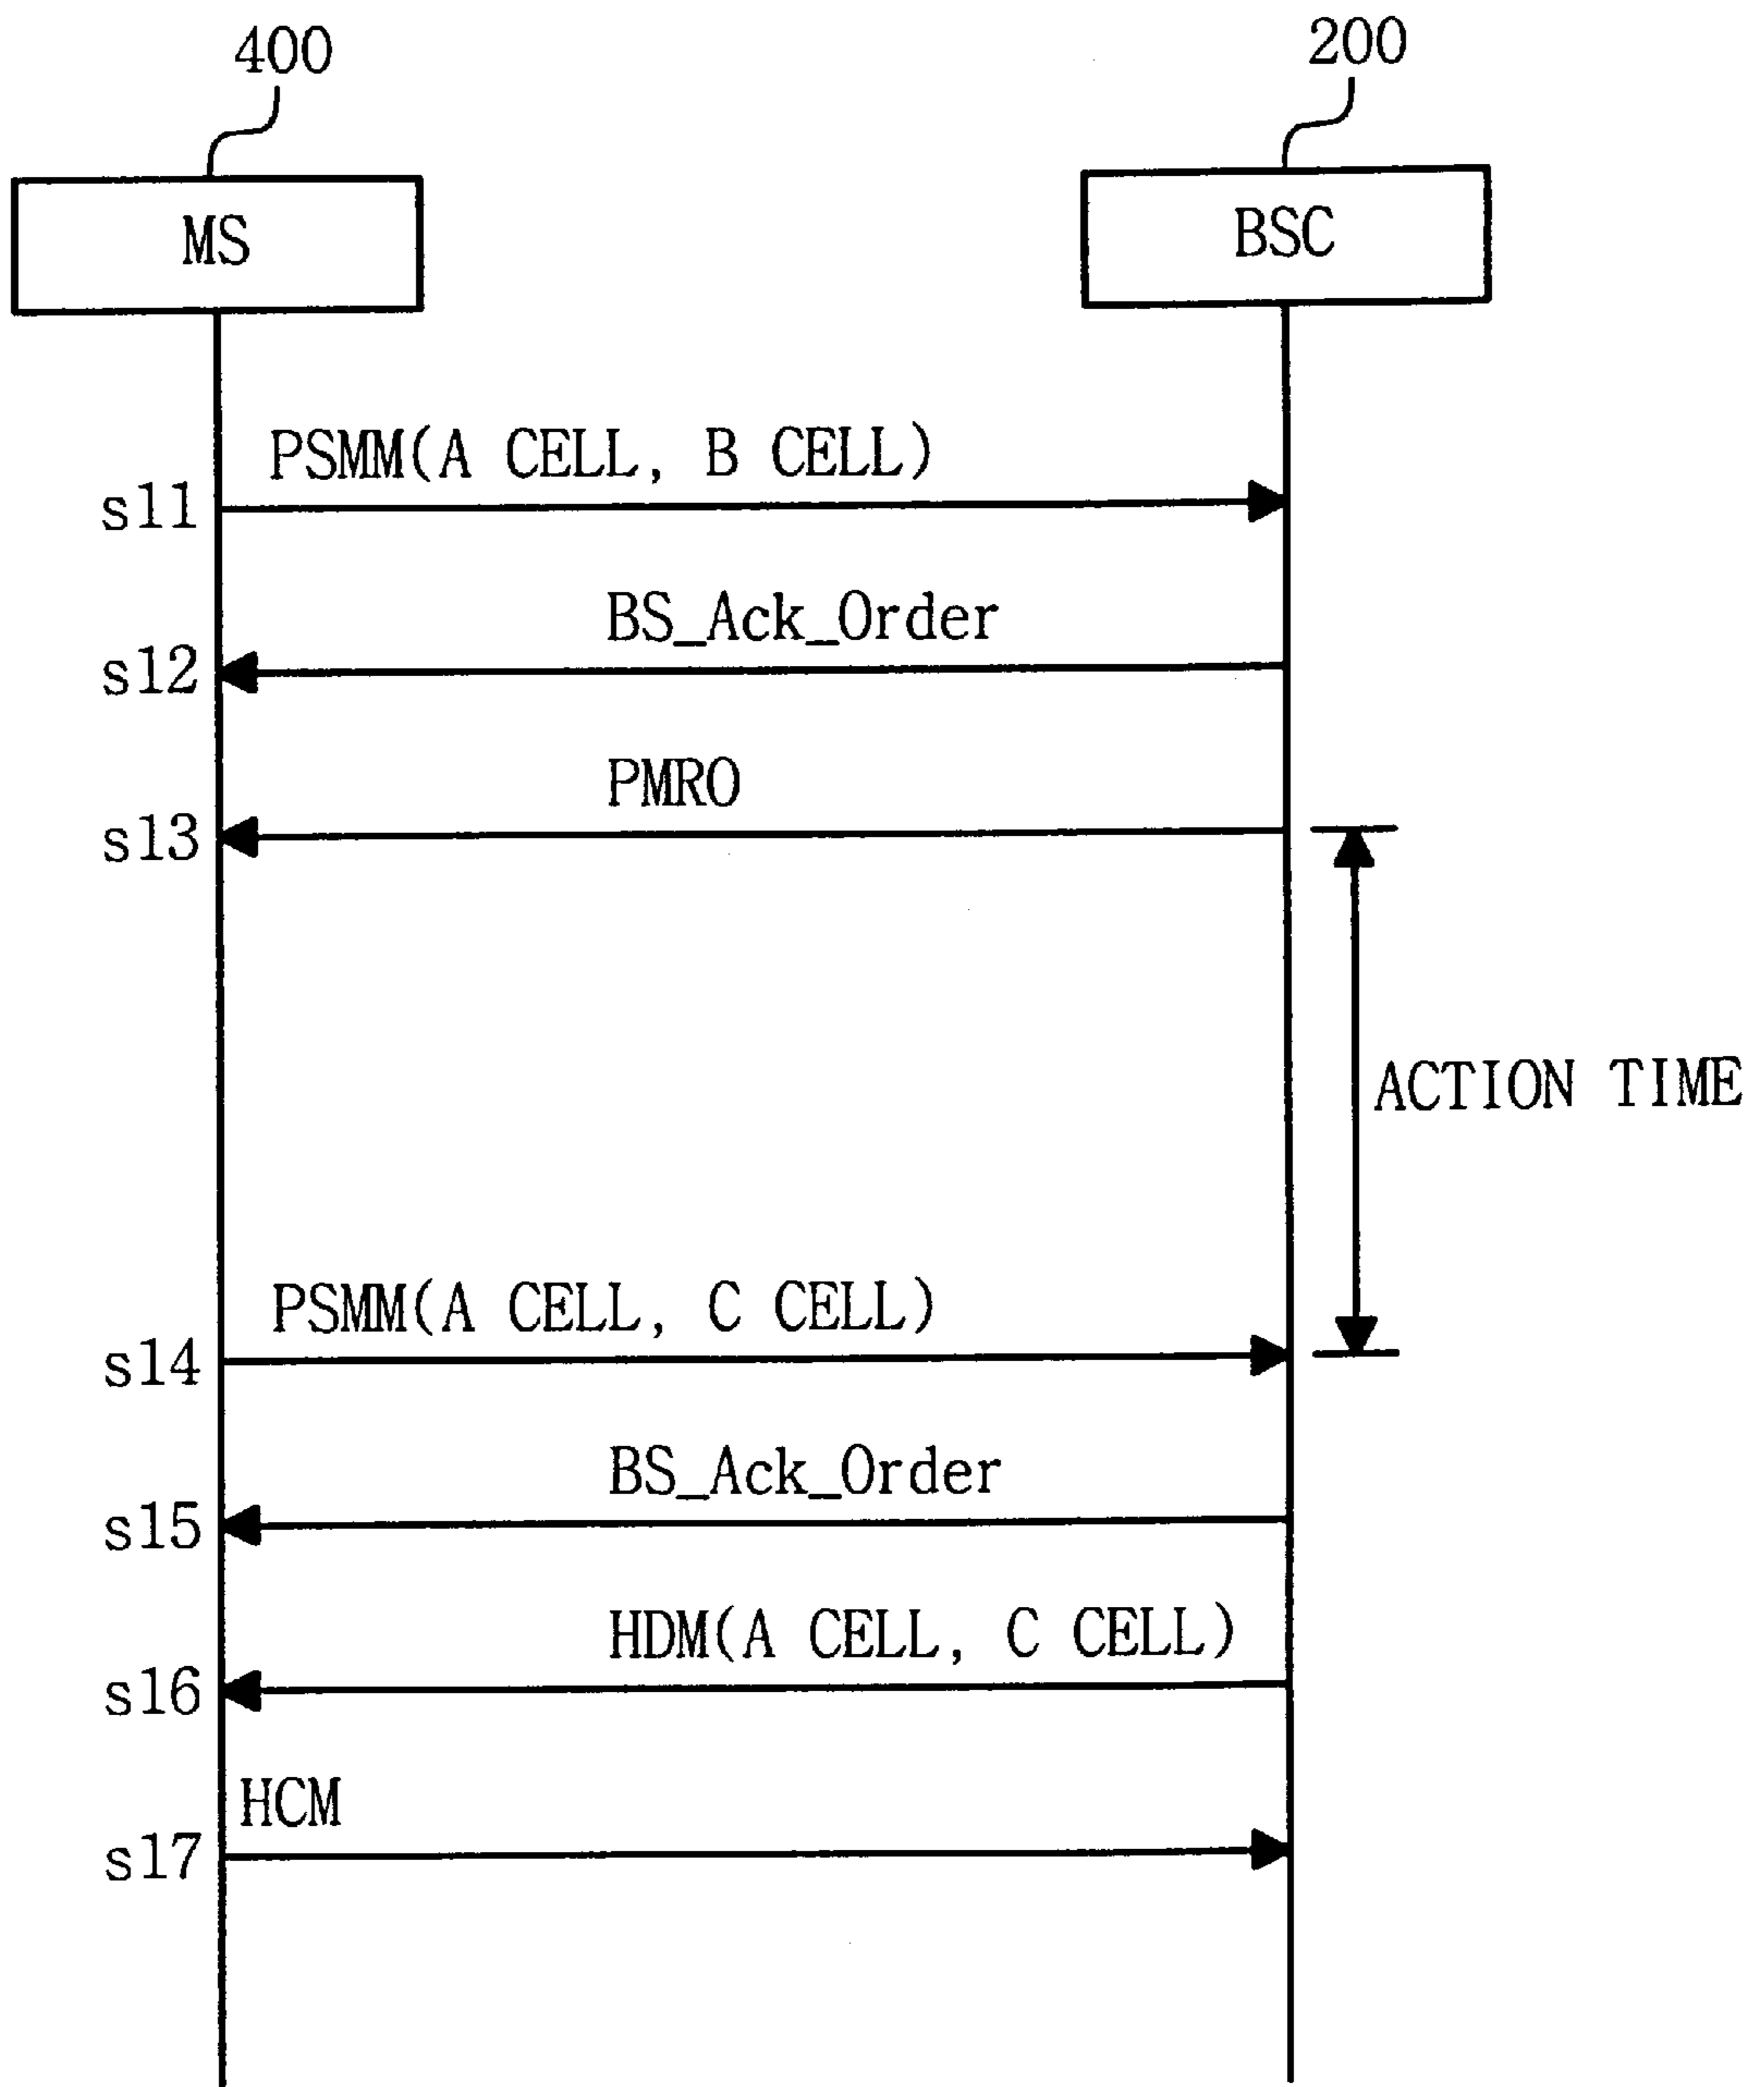 400
200
MS
BSC
PSMM(A CELL, B CELL)
s11
BS_Ack_Order
s12
PMRO
s13
ACTION TIME
PSMM(A CELL, C CELL)
s14
BS_Ack_Order
s15
HDM(A CELL, C CELL)
s16
HCM
s17